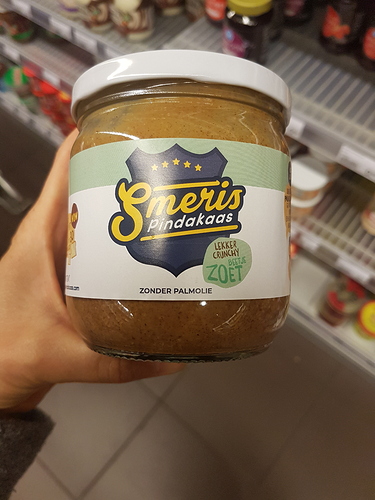 Smeris
Pindakaas
LEKKER
CRUNCHY
BEETJE
ZOET
ZONDER PALMOLIE